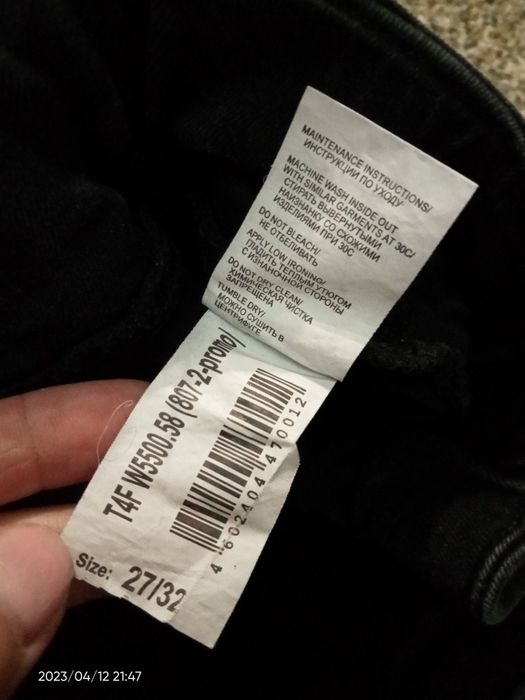 MAINTENANCE INSTRUCTIONS/
ИНСТРУКЦИИ ПО УХОДУ
MACHINE WASH INSIDE OUT
WITH SIMILAR GARMENTS AT 30C/
СТИРАТЬ ВЫВЕРНУТЫМИ
НАИЗНАНКУ СО СХОЖИМИ
ИЗДЕЛИЯМИ ПРИ 30С
DO NOT BLEACH/
НЕ ОТБЕЛИВАТЬ
APPLY LOW IRONING/
ГЛАДИТЬ ТЕПЛЫМ УТЮГОМ
С ИЗНАНОЧНОЙ СТОРОНЫ
DO NOT DRY CLEAN/
ХИМИЧЕСКАЯ ЧИСТКА
ЗАПРЕЩЕНА
TUMBLE DRY/
МОЖНО СУШИТЬ В
ЦЕНТРИФУГЕ
T4F W5500.58 (807-2-promo)
4 602404 470012
Size: 27/32
2023/04/12 21:47